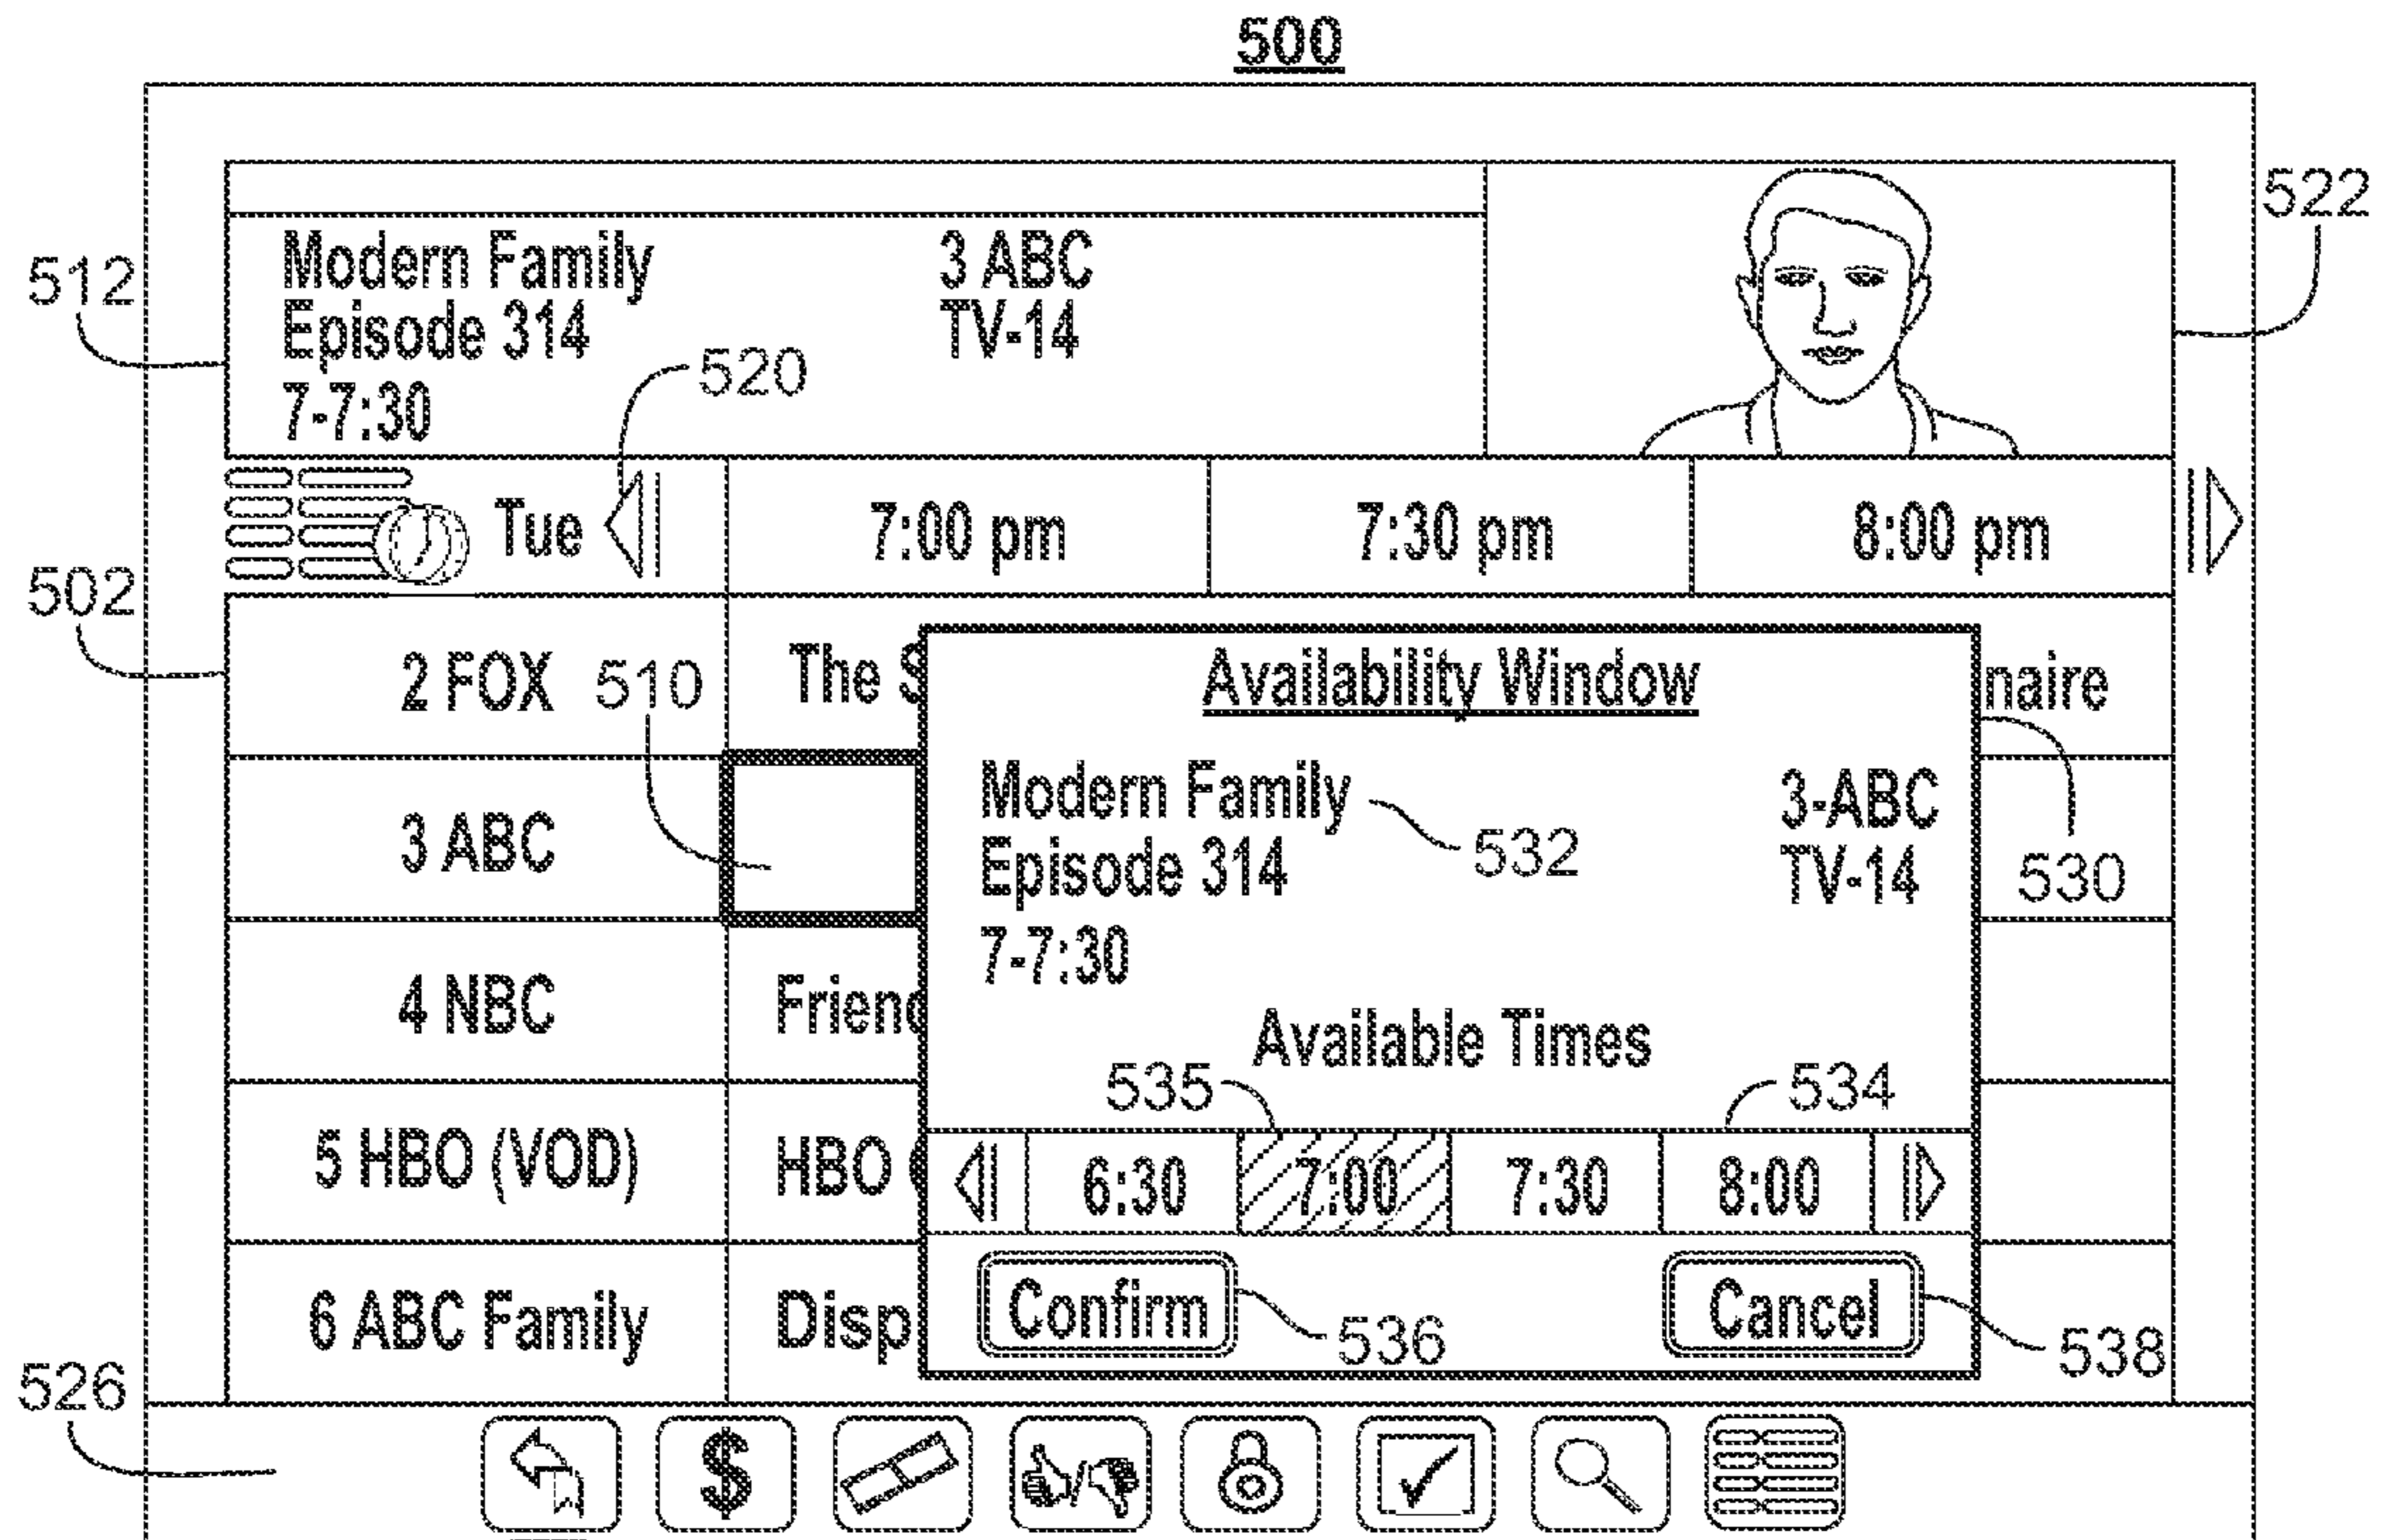 500
522
512
Modern Family 3 ABC
Episode 314 TV-14
520
7-7:30
Tue 7:00 pm 7:30 pm 8:00 pm
502
2 FOX 510 The Availability Window naire
3 ABC Modern Family 532 3-ABC
Episode 314 TV-14 530
7-7:30
4 NBC Available Times
535 534
5 HBO (VOD) HBO 6:30 7:00 7:30 8:00
6 ABC Family Disp Confirm 536 Cancel 538
526
$ /